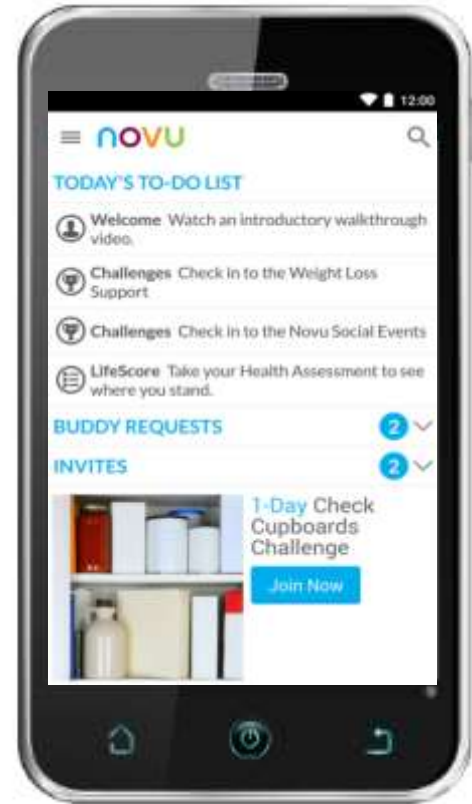 12:00
novu
TODAY'S TO-DO LIST
Welcome Watch an introductory walkthrough
video.
Challenges Check in to the Weight Loss
Support
Challenges Check in to the Novu Social Events
LifeScore Take your Health Assessment to see
where you stand.
BUDDY REQUESTS 2
INVITES 2
1-Day Check
Cupboards
Challenge
Join Now